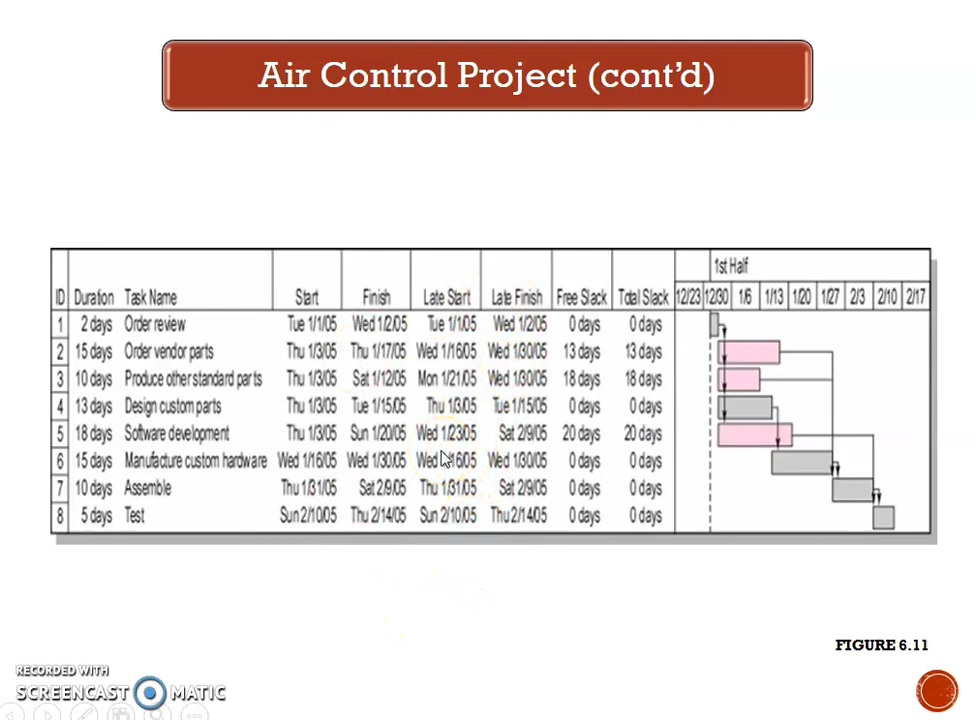 Air Control Project (cont’d)
1st Half
ID Duration Task Name Start Finish Late Start Late Finish Free Slack Total Slack 12/23 12/30 1/6 1/13 1/20 1/27 2/3 2/10 2/17
1 2 days Order review Tue 1/1/05 Wed 1/2/05 Tue 1/1/05 Wed 1/2/05 0 days 0 days
2 15 days Order vendor parts Thu 1/3/05 Thu 1/17/05 Wed 1/16/05 Wed 1/30/05 13 days 13 days
3 10 days Produce other standard parts Thu 1/3/05 Sat 1/12/05 Mon 1/21/05 Wed 1/30/05 18 days 18 days
4 13 days Design custom parts Thu 1/3/05 Tue 1/15/05 Thu 1/3/05 Tue 1/15/05 0 days 0 days
5 18 days Software development Thu 1/3/05 Sun 1/20/05 Wed 1/23/05 Sat 2/9/05 20 days 20 days
6 15 days Manufacture custom hardware Wed 1/16/05 Wed 1/30/05 Wed 1/16/05 Wed 1/30/05 0 days 0 days
7 10 days Assemble Thu 1/31/05 Sat 2/9/05 Thu 1/31/05 Sat 2/9/05 0 days 0 days
8 5 days Test Sun 2/10/05 Thu 2/14/05 Sun 2/10/05 Thu 2/14/05 0 days 0 days
FIGURE 6.11
RECORDED WITH
SCREENCAST MATIC